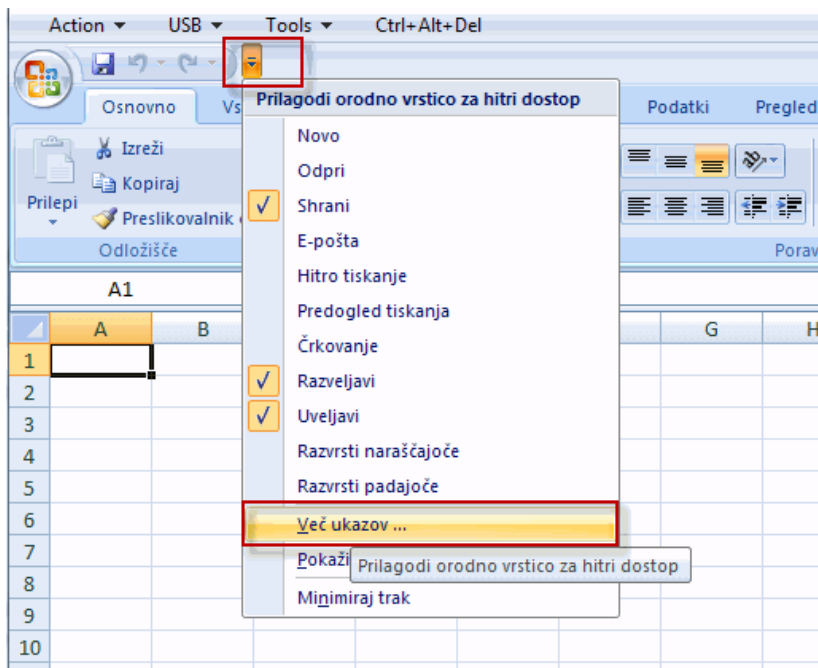 Action USB Tools Ctrl+Alt+Del
Osnovno Podatki Pregled
Prilagodi orodno vrstico za hitri dostop
Izreži
Kopiraj
Prilepi
Preslikovalnik
Odložišče
Novo
Odpri
Shrani
E-pošta
Hitro tiskanje
Predogled tiskanja
Črkovanje
Razveljavi
Uveljavi
Razvrsti naraščajoče
Razvrsti padajoče
Več ukazov ...
Pokaži
Prilagodi orodno vrstico za hitri dostop
Minimiraj trak
A1
A B G H
1
2
3
4
5
6
7
8
9
10